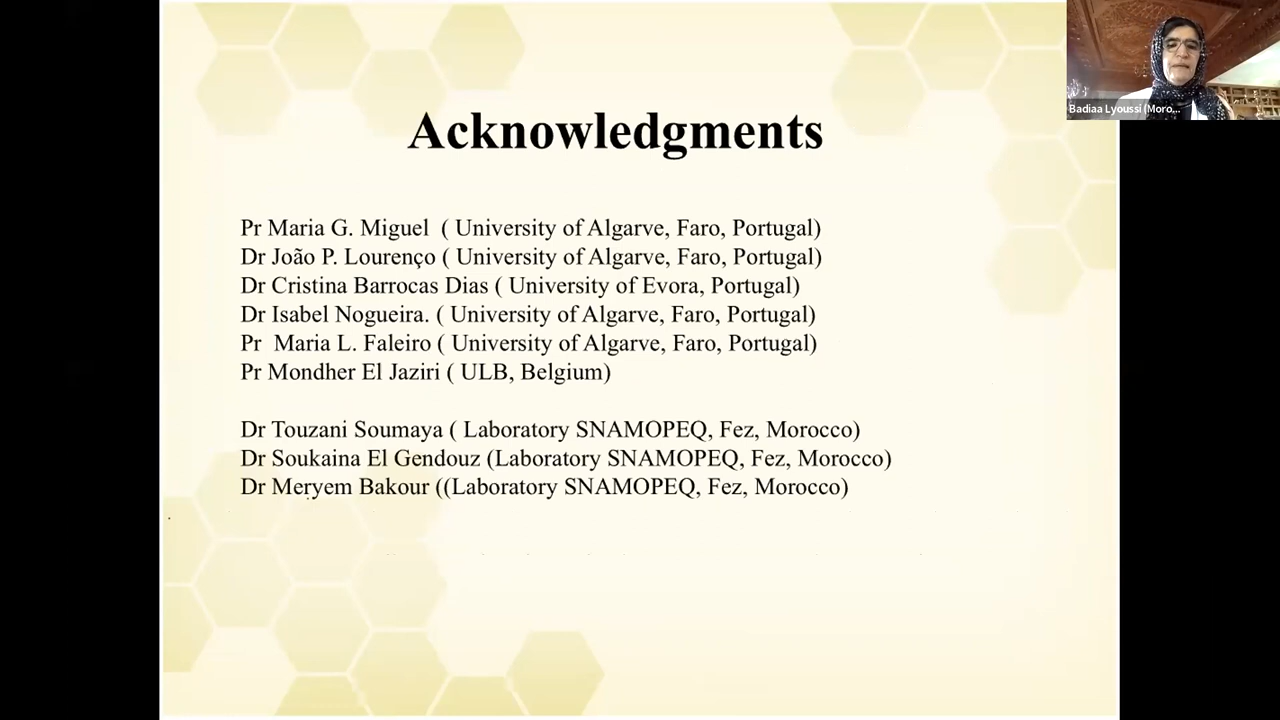 Badiaa Lyoussi (Moro...
Acknowledgments
Pr Maria G. Miguel ( University of Algarve, Faro, Portugal)
Dr João P. Lourenço ( University of Algarve, Faro, Portugal)
Dr Cristina Barrocas Dias ( University of Evora, Portugal)
Dr Isabel Nogueira. ( University of Algarve, Faro, Portugal)
Pr Maria L. Faleiro ( University of Algarve, Faro, Portugal)
Pr Mondher El Jaziri ( ULB, Belgium)
Dr Touzani Soumaya ( Laboratory SNAMOPEQ, Fez, Morocco)
Dr Soukaina El Gendouz (Laboratory SNAMOPEQ, Fez, Morocco)
Dr Meryem Bakour ((Laboratory SNAMOPEQ, Fez, Morocco)